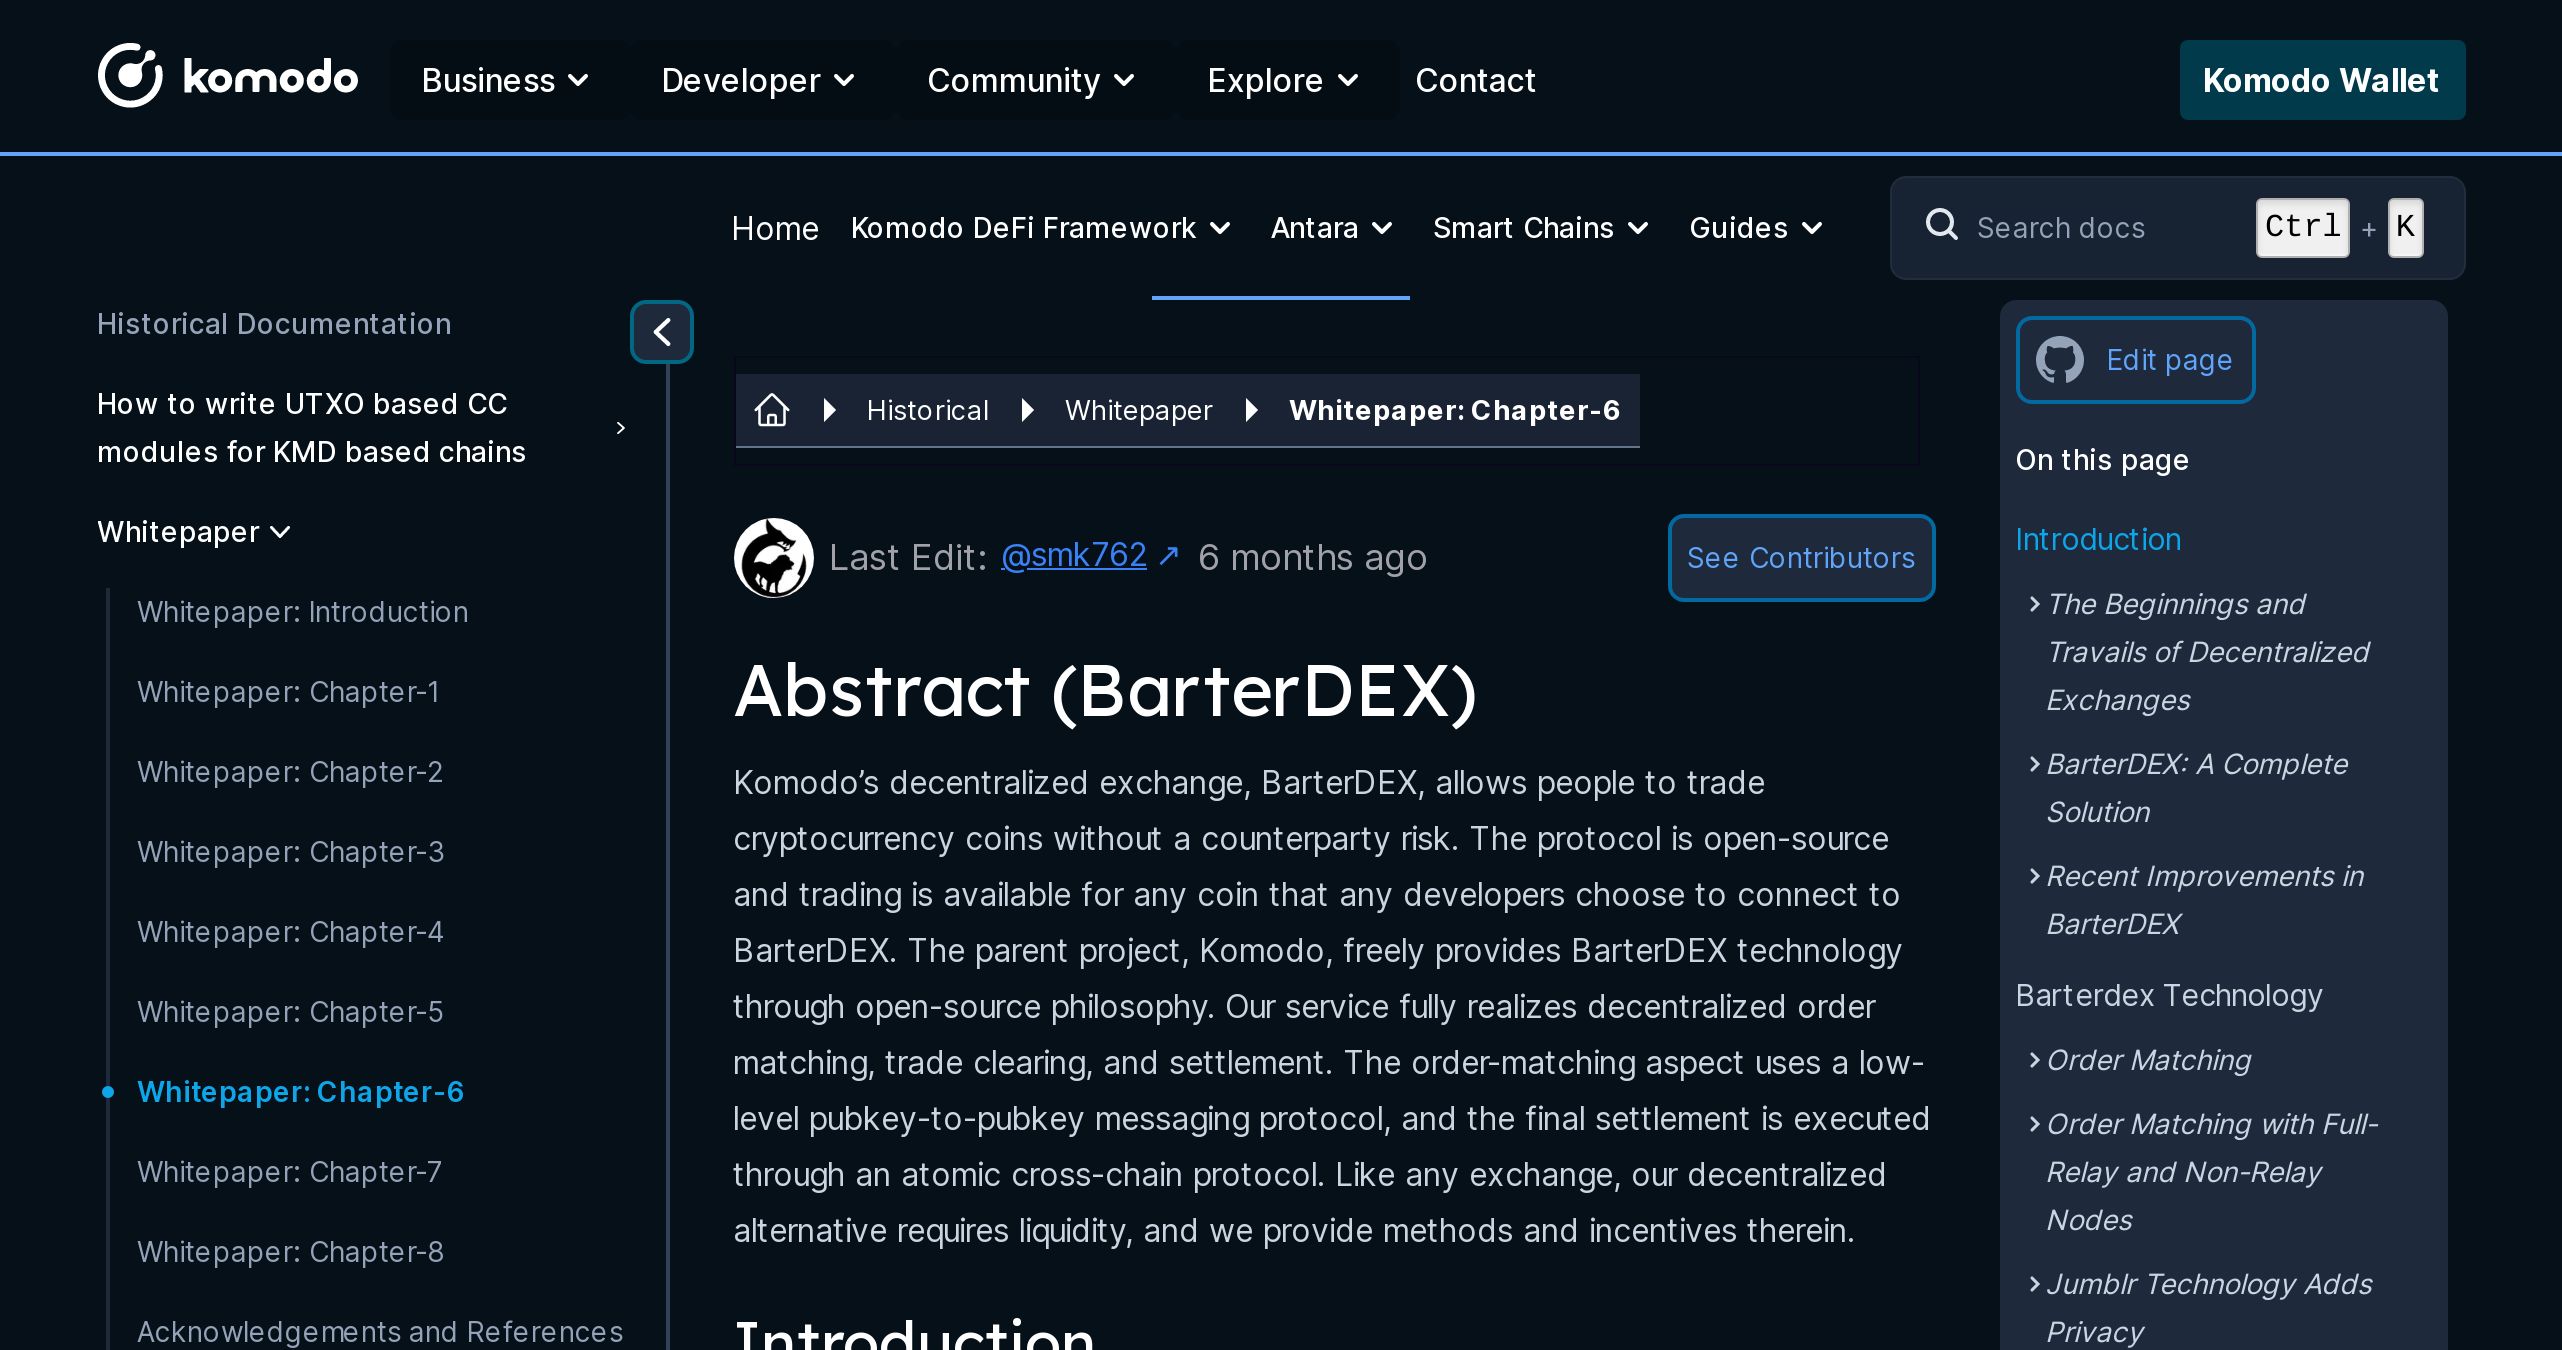 komodo
Business
Developer
Community
Explore
Contact
Komodo Wallet
Home
Komodo DeFi Framework
Antara
Smart Chains
Guides
Search docs
Ctrl + K
Historical Documentation
How to write UTXO based CC
modules for KMD based chains
Whitepaper
Whitepaper: Introduction
Whitepaper: Chapter-1
Whitepaper: Chapter-2
Whitepaper: Chapter-3
Whitepaper: Chapter-4
Whitepaper: Chapter-5
Whitepaper: Chapter-6
Whitepaper: Chapter-7
Whitepaper: Chapter-8
Acknowledgements and References
Historical
Whitepaper
Whitepaper: Chapter-6
Last Edit: @smk762 ↗ 6 months ago
See Contributors
Abstract (BarterDEX)
Komodo’s decentralized exchange, BarterDEX, allows people to trade
cryptocurrency coins without a counterparty risk. The protocol is open-source
and trading is available for any coin that any developers choose to connect to
BarterDEX. The parent project, Komodo, freely provides BarterDEX technology
through open-source philosophy. Our service fully realizes decentralized order
matching, trade clearing, and settlement. The order-matching aspect uses a low-
level pubkey-to-pubkey messaging protocol, and the final settlement is executed
through an atomic cross-chain protocol. Like any exchange, our decentralized
alternative requires liquidity, and we provide methods and incentives therein.
Introduction
Edit page
On this page
Introduction
The Beginnings and
Travails of Decentralized
Exchanges
BarterDEX: A Complete
Solution
Recent Improvements in
BarterDEX
Barterdex Technology
Order Matching
Order Matching with Full-
Relay and Non-Relay
Nodes
Jumblr Technology Adds
Privacy